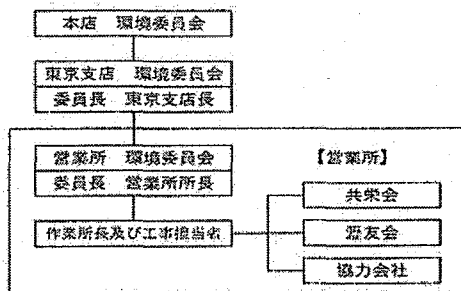 本店 環境委員会
東京支店 環境委員会
委員長 東京支店長
営業所 環境委員会
委員長 営業所所長
【営業所】
作業所長及び工事担当者
共栄会
友会
協力会社